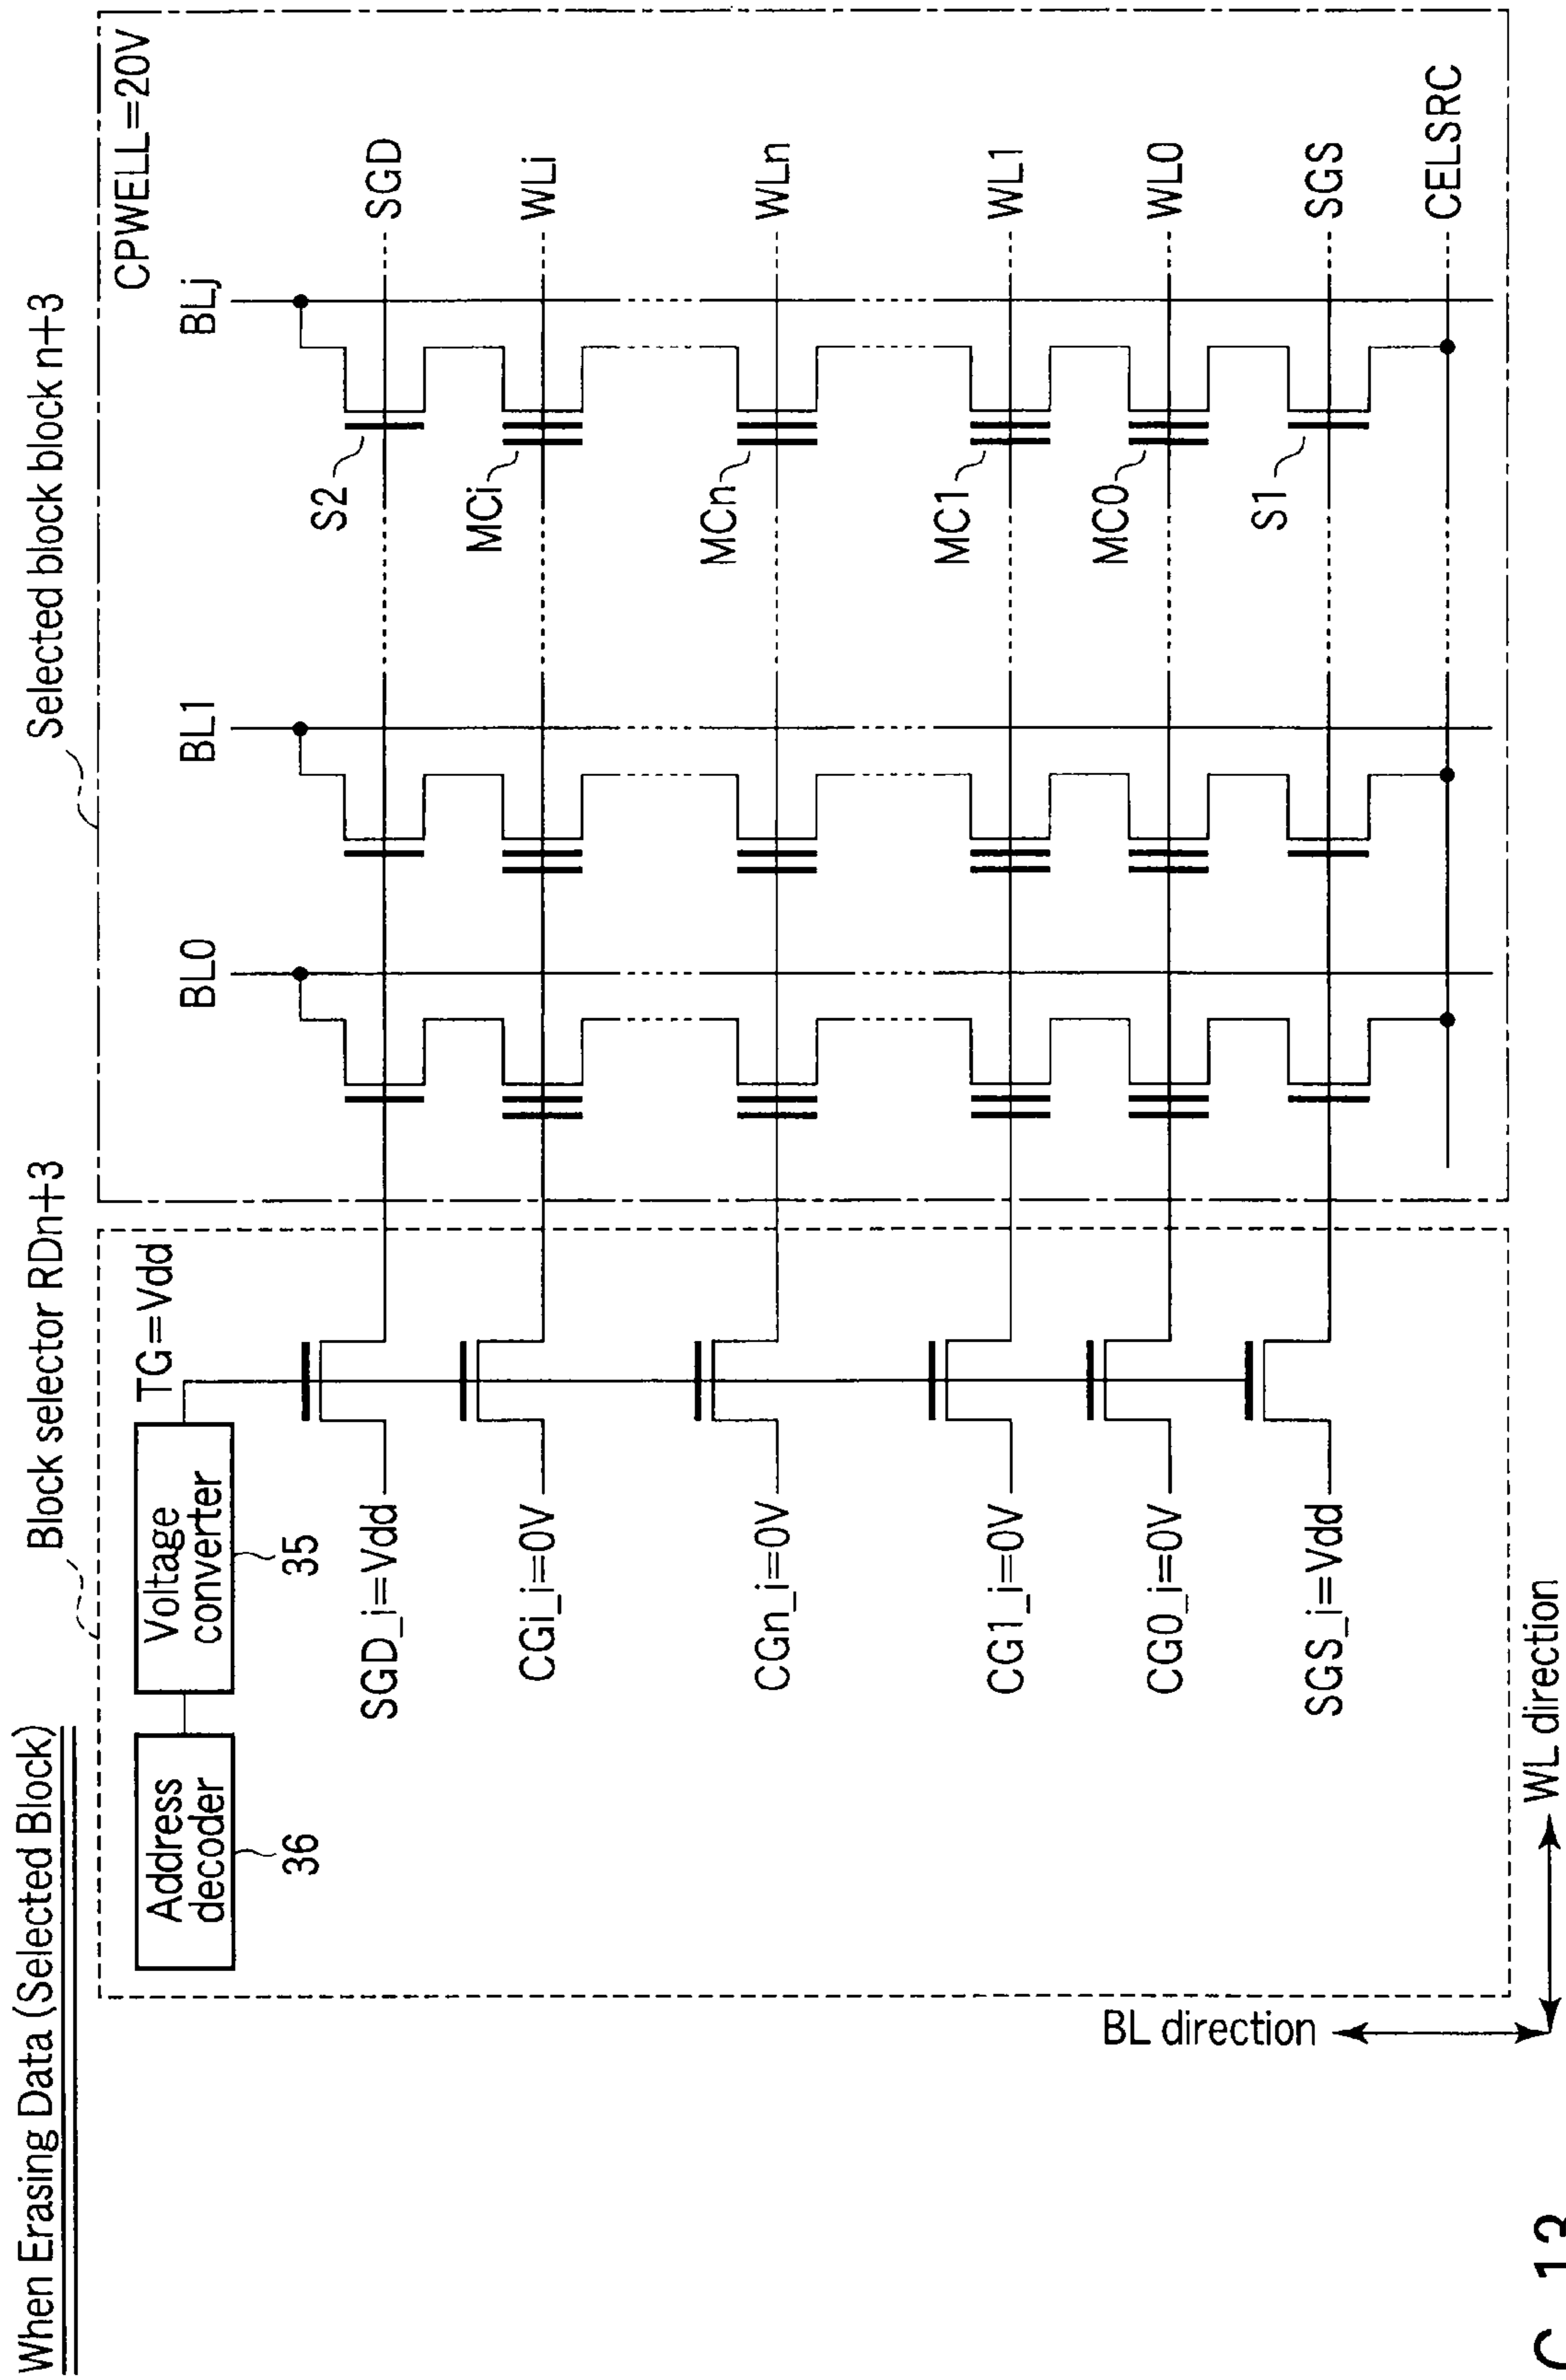 When Erasing Data (Selected Block)
Block selector RDn+3
Selected block block n+3
Address
decoder
36
Voltage
converter
35
TG=Vdd
CPWELL=20V
BL0
BL1
BLj
SGD_i=Vdd
S2
SGD
CGi_i=0V
MCi
WLi
CGn_i=0V
MCn
WLn
CG1_i=0V
MC1
WL1
CG0_i=0V
MC0
WL0
SGS_i=Vdd
S1
SGS
CELSRC
BL direction
WL direction